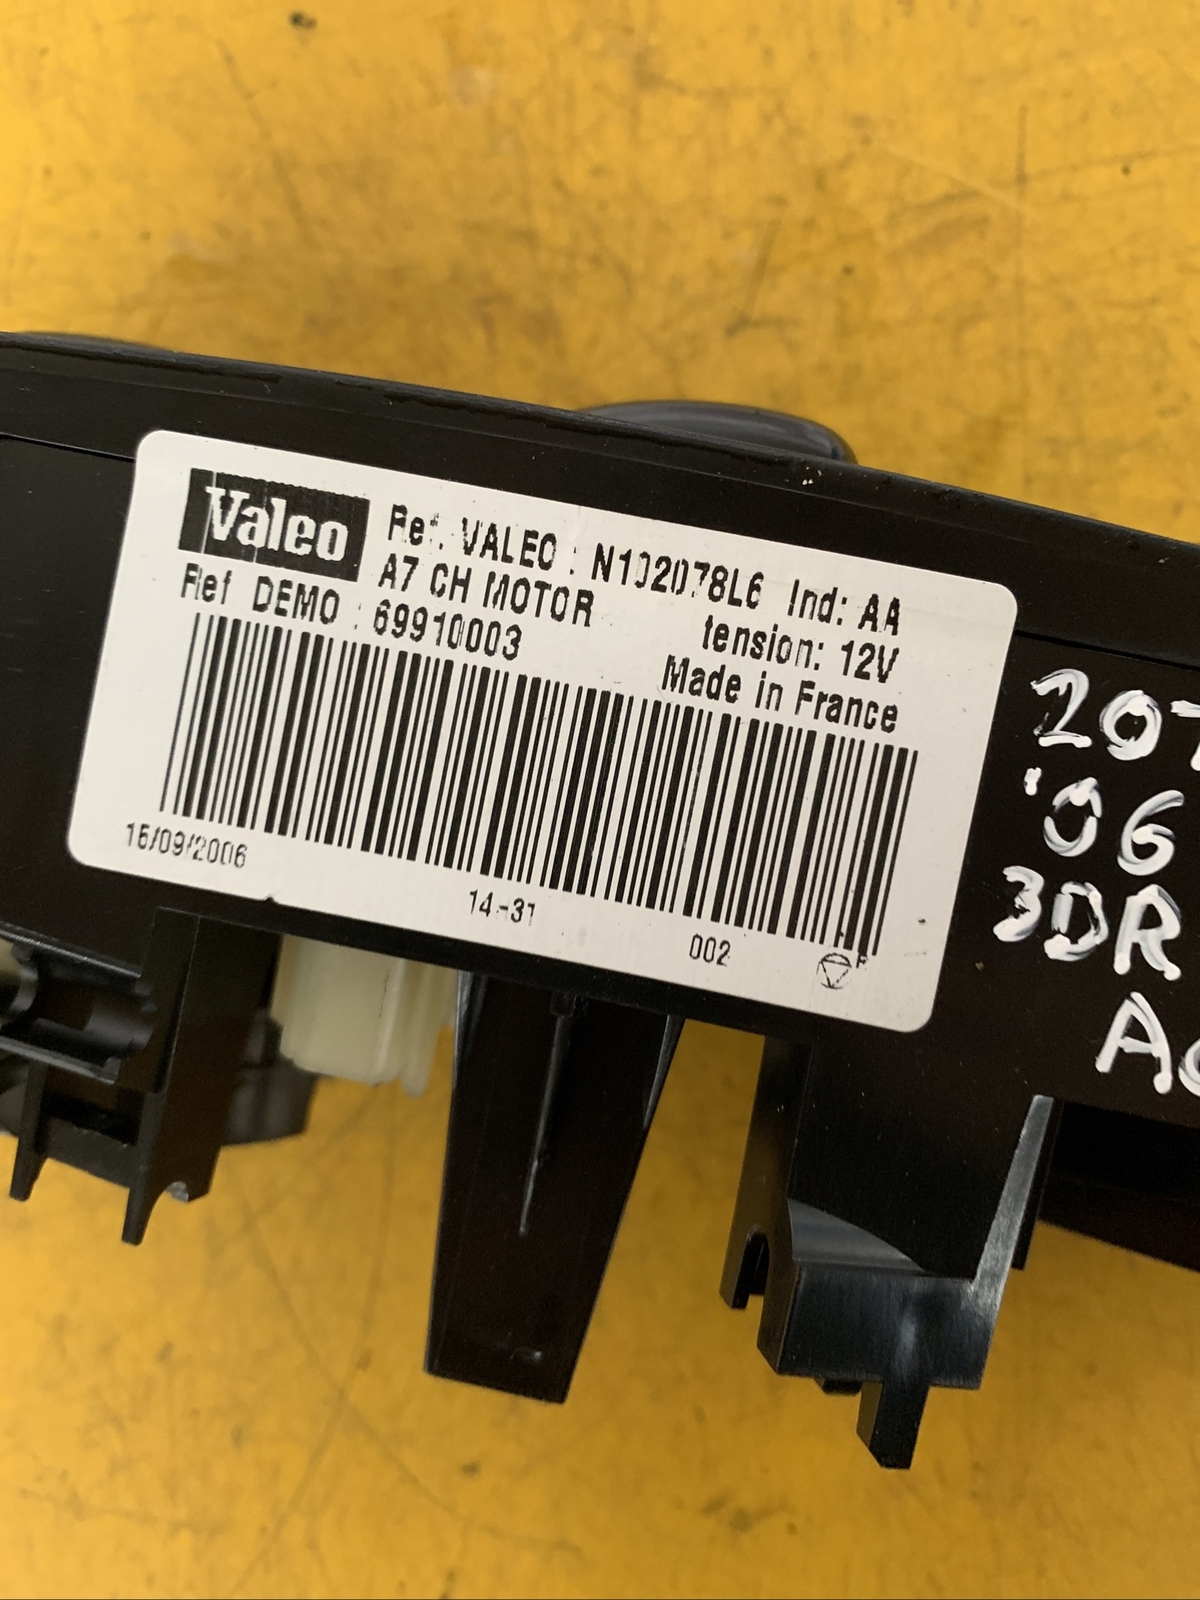 Valeo
Ref. VALEO : N102078L6 Ind: AA
A7 CH MOTOR
tension: 12V
Ref DEMO : 69910003
Made in France
15/09/2006
14:-31
002
207
'06
3DR